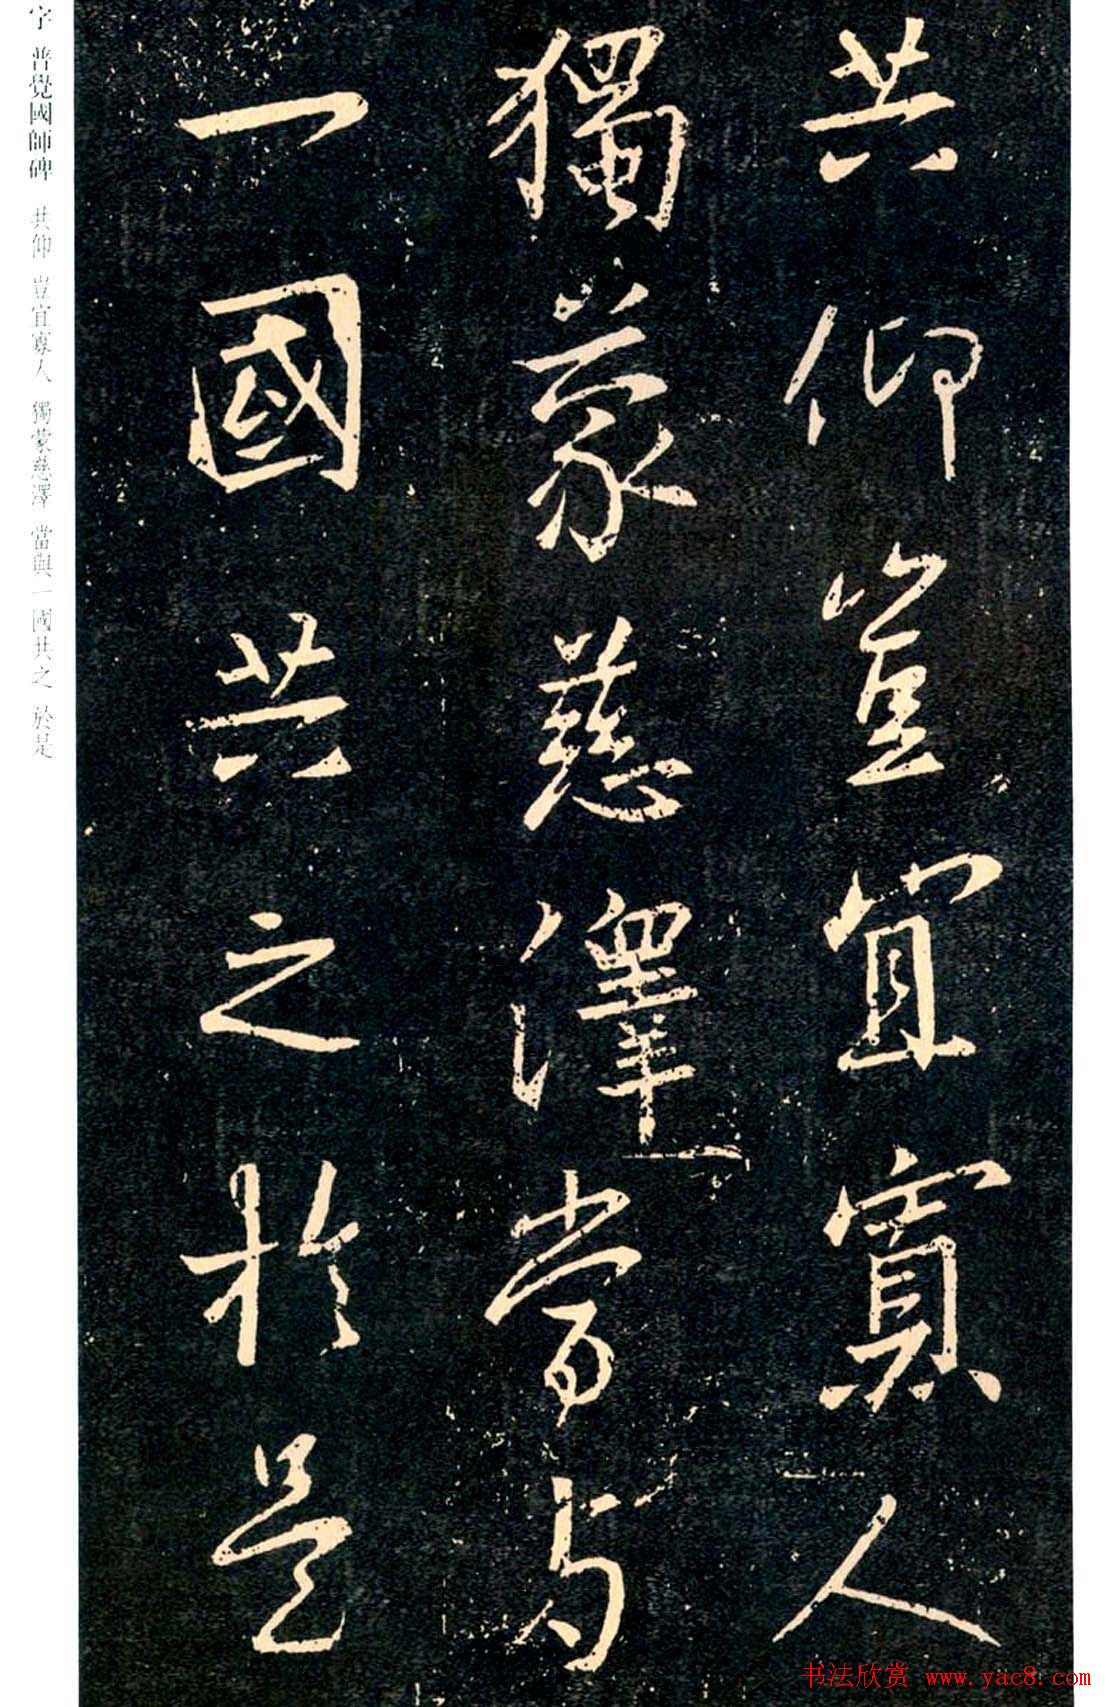 共仰豈宜寡人
獨蒙慈澤當与
一國共之於是
字 普覺國師碑 共仰 豈宜寡人 獨蒙慈澤 當與一國共之 於是
书法欣赏 www.yac8.com